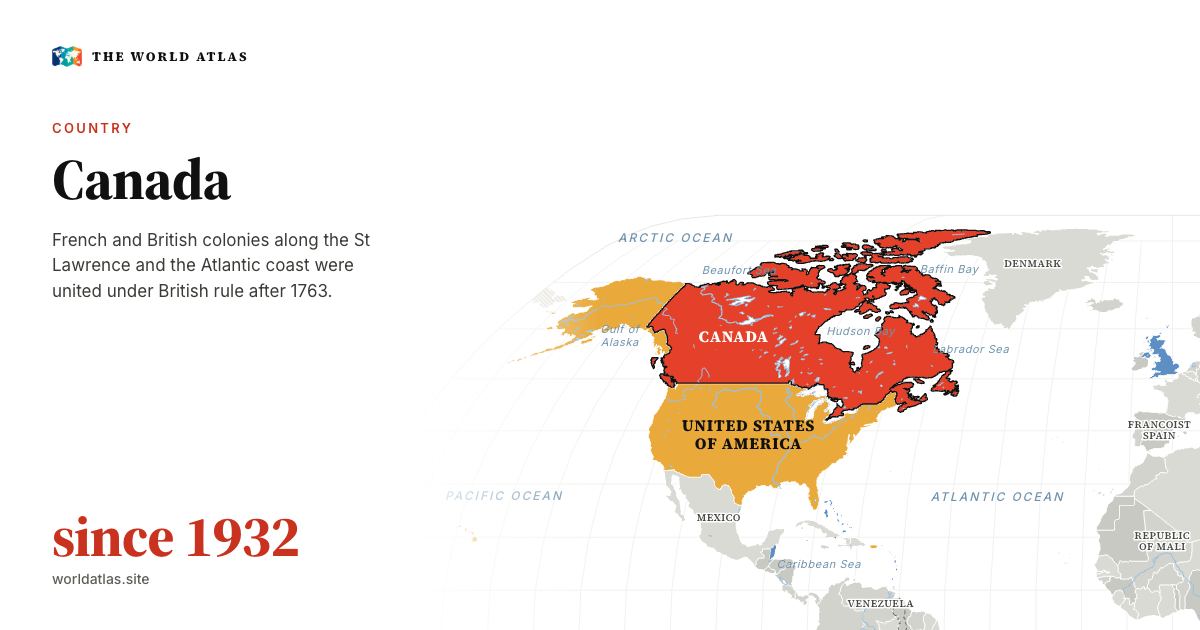 THE WORLD ATLAS
COUNTRY
Canada
French and British colonies along the St
Lawrence and the Atlantic coast were
united under British rule after 1763.
since 1932
worldatlas.site
ARCTIC OCEAN
Beaufort
Baffin Bay
DENMARK
Gulf of
Alaska
CANADA
Hudson Bay
Labrador Sea
UNITED STATES
OF AMERICA
FRANCOIST
SPAIN
PACIFIC OCEAN
ATLANTIC OCEAN
MEXICO
REPUBLIC
OF MALI
Caribbean Sea
VENEZUELA